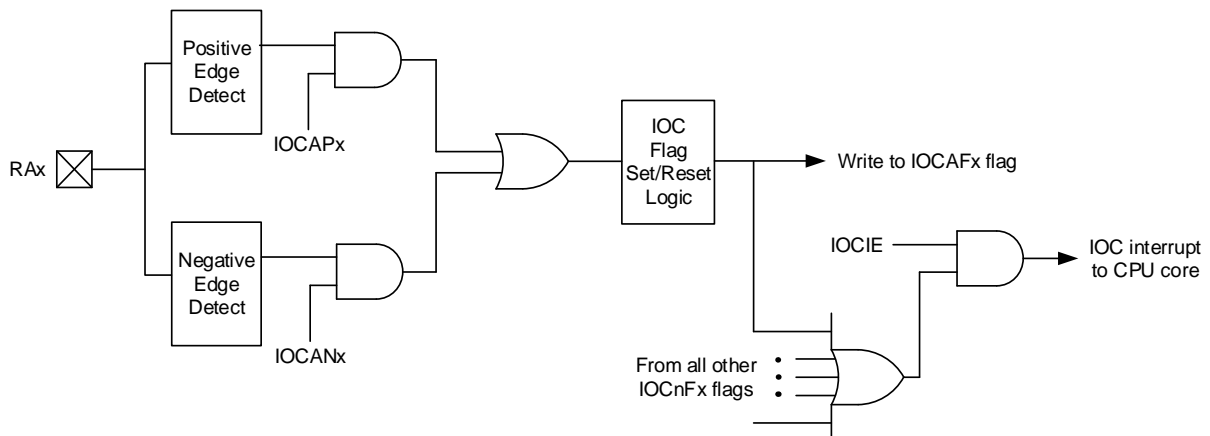 Positive
Edge
Detect
IOCAPx
RAx
IOC
Flag
Set/Reset
Logic
Write to IOCAFx flag
Negative
Edge
Detect
IOCANx
IOCIE
IOC interrupt
to CPU core
From all other
IOCnFx flags